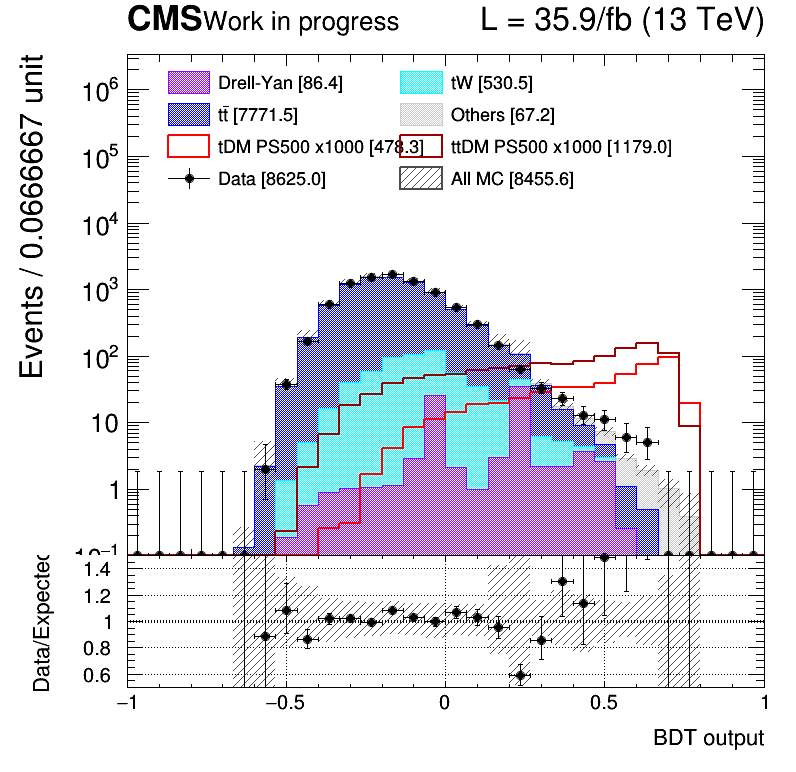 CMS Work in progress L = 35.9/fb (13 TeV)
Events / 0.0666667 unit
Drell-Yan [86.4] tW [530.5]
tt̄ [7771.5] Others [67.2]
tDM PS500 x1000 [478.3] ttDM PS500 x1000 [1179.0]
Data [8625.0] All MC [8455.6]
10⁶
10⁵
10⁴
10³
10²
10
1
10⁻¹
Data/Expected
1.4
1.2
1
0.8
0.6
−1 −0.5 0 0.5 1
BDT output